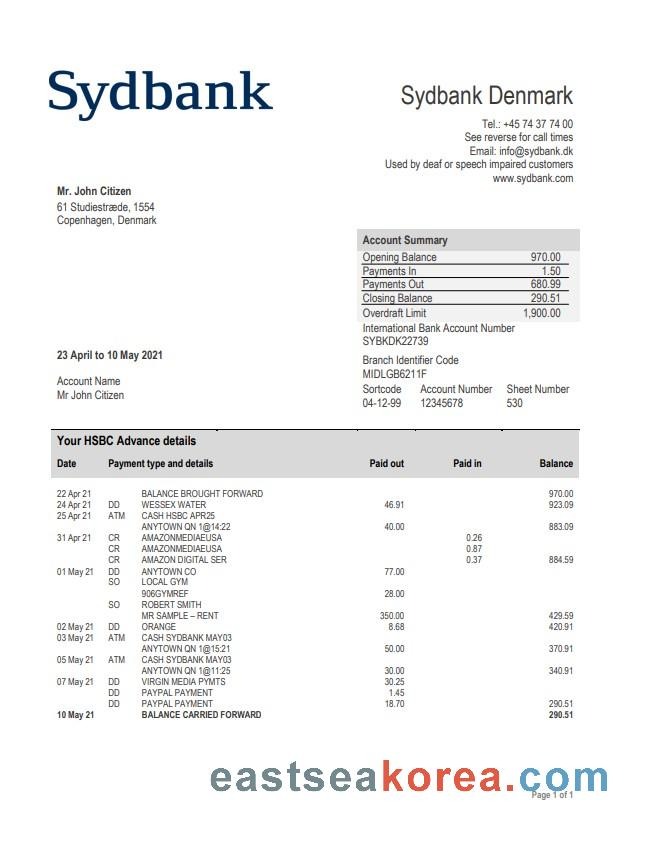 Sydbank
Sydbank Denmark
Tel.: +45 74 37 74 00
See reverse for call times
Email: info@sydbank.dk
Used by deaf or speech impaired customers
www.sydbank.com
Mr. John Citizen
61 Studiestræde, 1554
Copenhagen, Denmark
Account Summary
Opening Balance 970.00
Payments In 1.50
Payments Out 680.99
Closing Balance 290.51
Overdraft Limit 1,900.00
International Bank Account Number
SYBKDK22739
23 April to 10 May 2021
Branch Identifier Code
MIDLGB6211F
Account Name
Mr John Citizen
Sortcode Account Number Sheet Number
04-12-99 12345678 530
Your HSBC Advance details
Date Payment type and details Paid out Paid in Balance
22 Apr 21 BALANCE BROUGHT FORWARD 970.00
24 Apr 21 DD WESSEX WATER 46.91 923.09
25 Apr 21 ATM CASH HSBC APR25
ANYTOWN QN 1@14:22 40.00 883.09
31 Apr 21 CR AMAZONMEDIAEUSA 0.26
CR AMAZONMEDIAEUSA 0.87
CR AMAZON DIGITAL SER 0.37 884.59
01 May 21 DD ANYTOWN CO 77.00
SO LOCAL GYM
906GYMREF 28.00
SO ROBERT SMITH
MR SAMPLE – RENT 350.00 429.59
02 May 21 DD ORANGE 8.68 420.91
03 May 21 ATM CASH SYDBANK MAY03
ANYTOWN QN 1@15:21 50.00 370.91
05 May 21 ATM CASH SYDBANK MAY03
ANYTOWN QN 1@11:25 30.00 340.91
07 May 21 DD VIRGIN MEDIA PYMTS 30.25
DD PAYPAL PAYMENT 1.45
DD PAYPAL PAYMENT 18.70 290.51
10 May 21 BALANCE CARRIED FORWARD 290.51
eastseakorea.com
Page 1 of 1